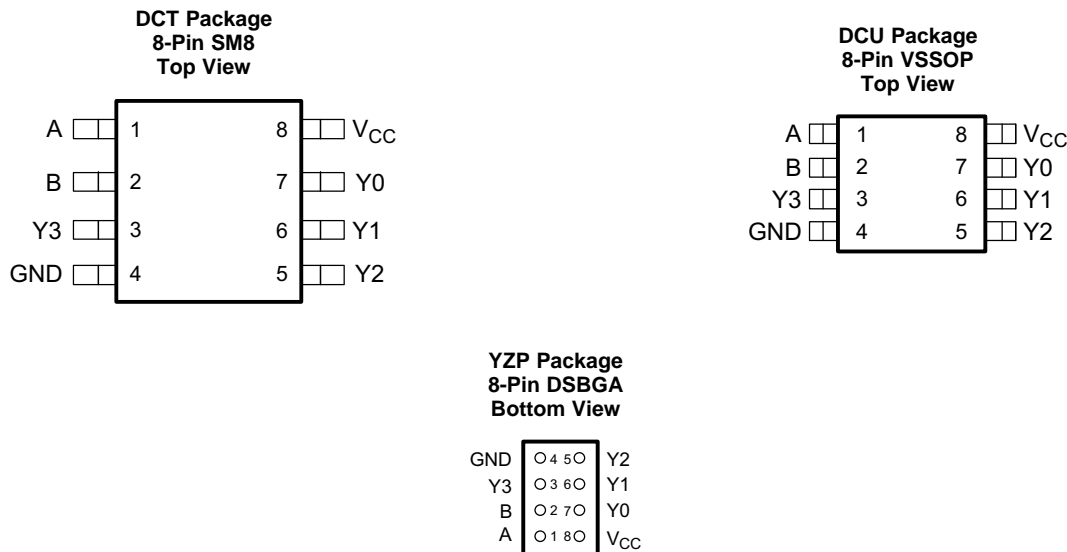 DCT Package
8-Pin SM8
Top View
A 1 8 VCC
B 2 7 Y0
Y3 3 6 Y1
GND 4 5 Y2
DCU Package
8-Pin VSSOP
Top View
A 1 8 VCC
B 2 7 Y0
Y3 3 6 Y1
GND 4 5 Y2
YZP Package
8-Pin DSBGA
Bottom View
GND 4 5 Y2
Y3 3 6 Y1
B 2 7 Y0
A 1 8 VCC